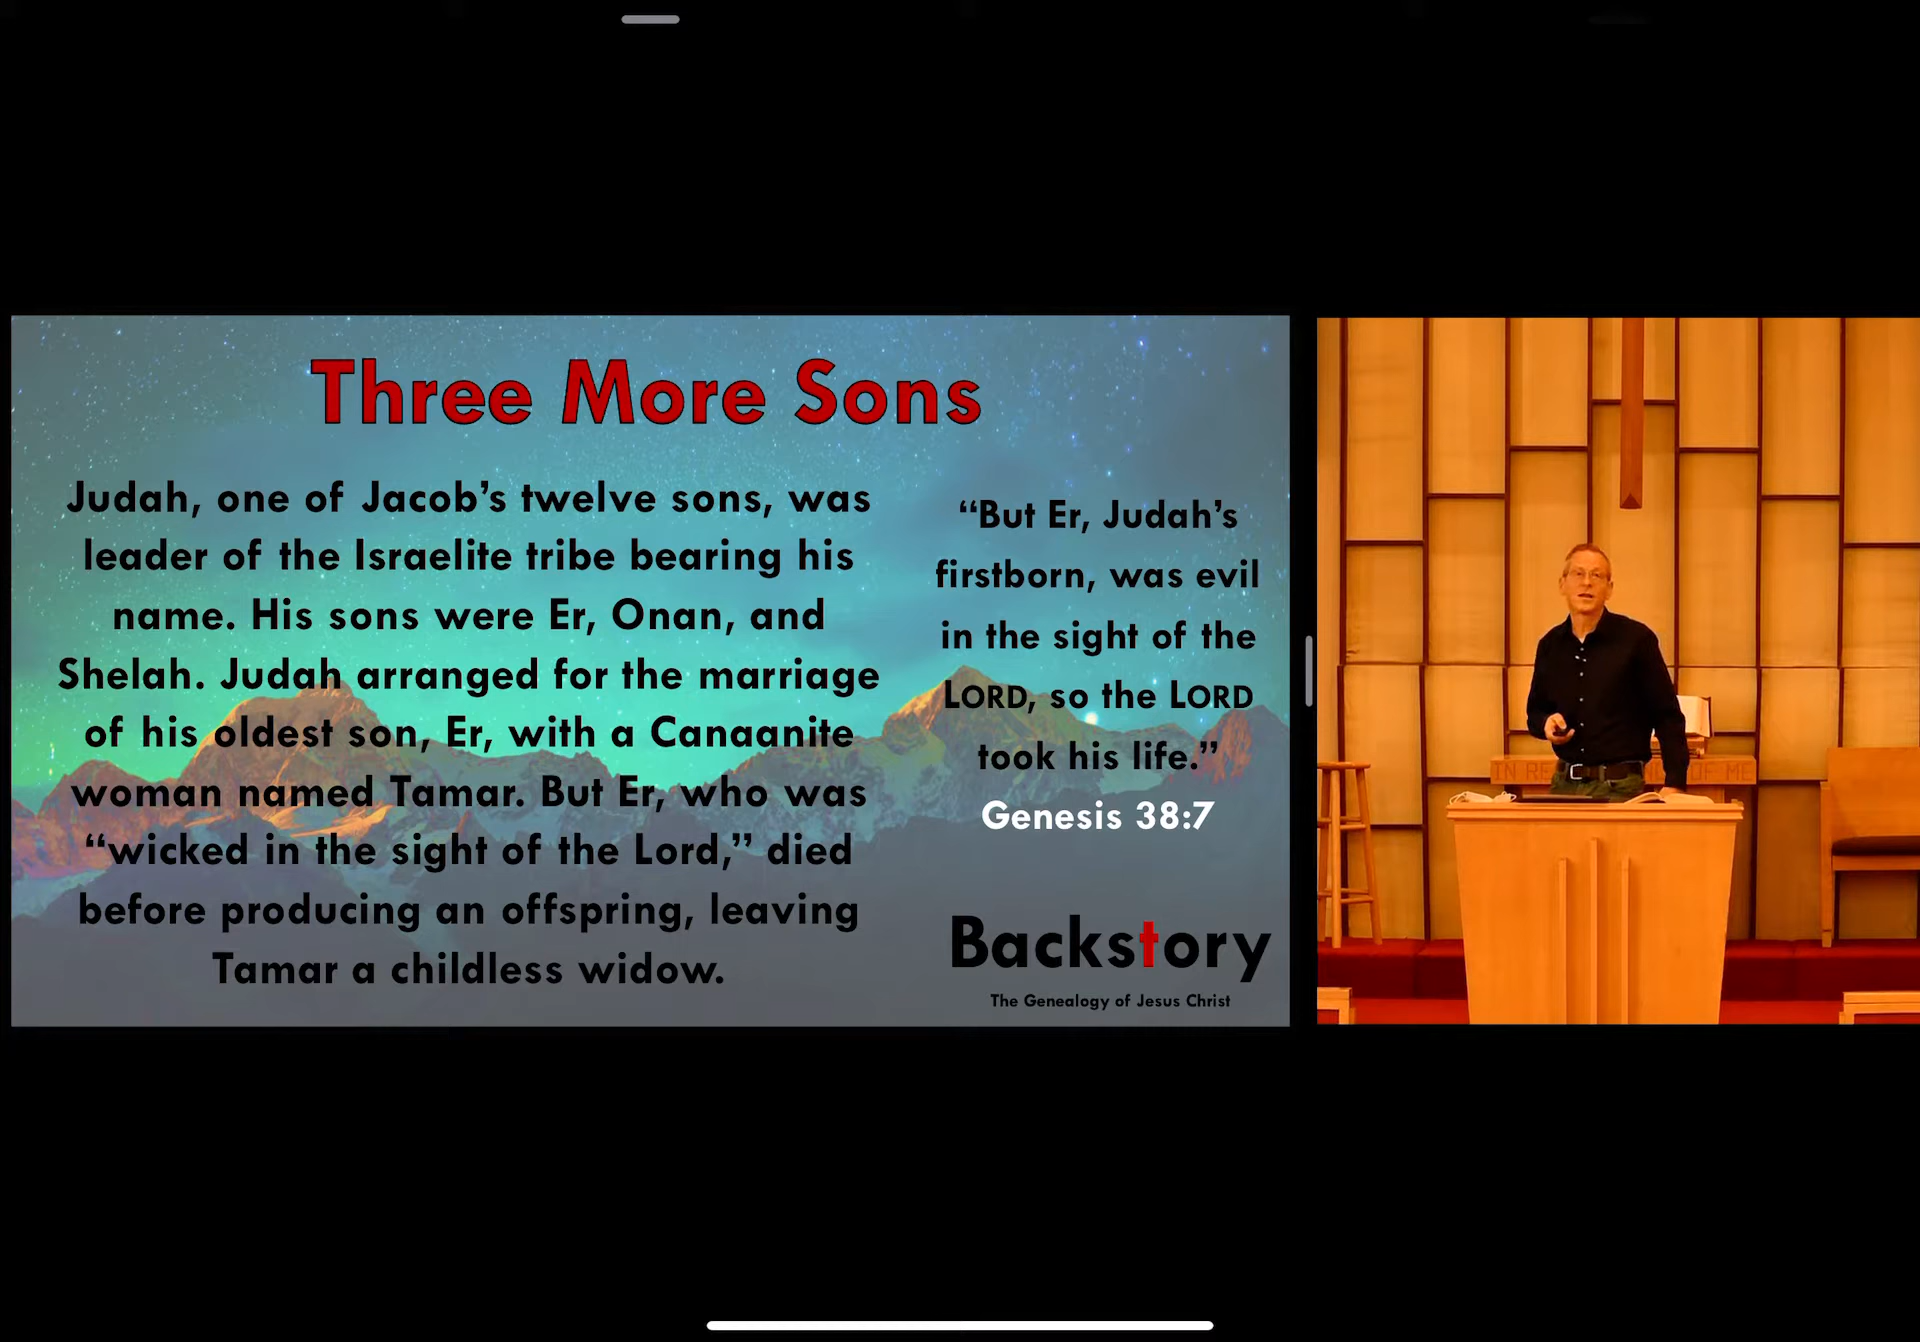 Three More Sons
Judah, one of Jacob’s twelve sons, was
leader of the Israelite tribe bearing his
name. His sons were Er, Onan, and
Shelah. Judah arranged for the marriage
of his oldest son, Er, with a Canaanite
woman named Tamar. But Er, who was
“wicked in the sight of the Lord,” died
before producing an offspring, leaving
Tamar a childless widow.
“But Er, Judah’s
firstborn, was evil
in the sight of the
LORD, so the LORD
took his life.”
Genesis 38:7
Backstory
The Genealogy of Jesus Christ
IN RE OF ME